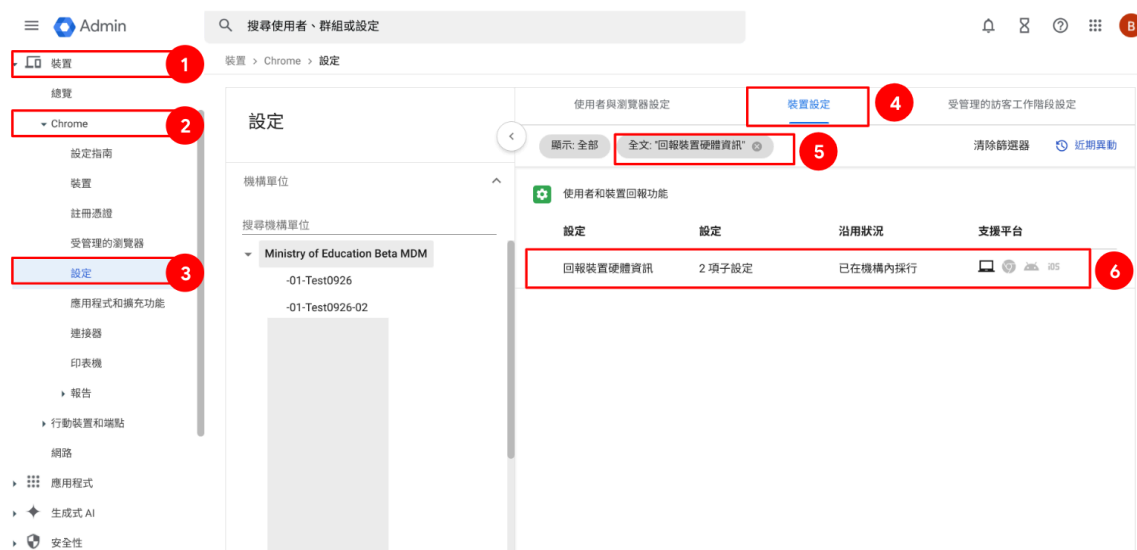 Admin
搜尋使用者、群組或設定
B
裝置
1
總覽
Chrome
2
設定指南
裝置
註冊憑證
受管理的瀏覽器
設定
3
應用程式和擴充功能
連接器
印表機
報告
行動裝置和端點
網路
應用程式
生成式 AI
安全性
裝置 > Chrome > 設定
設定
機構單位
搜尋機構單位
Ministry of Education Beta MDM
-01-Test0926
-01-Test0926-02
使用者與瀏覽器設定
裝置設定
4
受管理的訪客工作階段設定
顯示: 全部
全文: "回報裝置硬體資訊"
5
清除篩選器
近期異動
使用者和裝置回報功能
設定 設定 沿用狀況 支援平台
回報裝置硬體資訊 2 項子設定 已在機構內採行 iOS
6